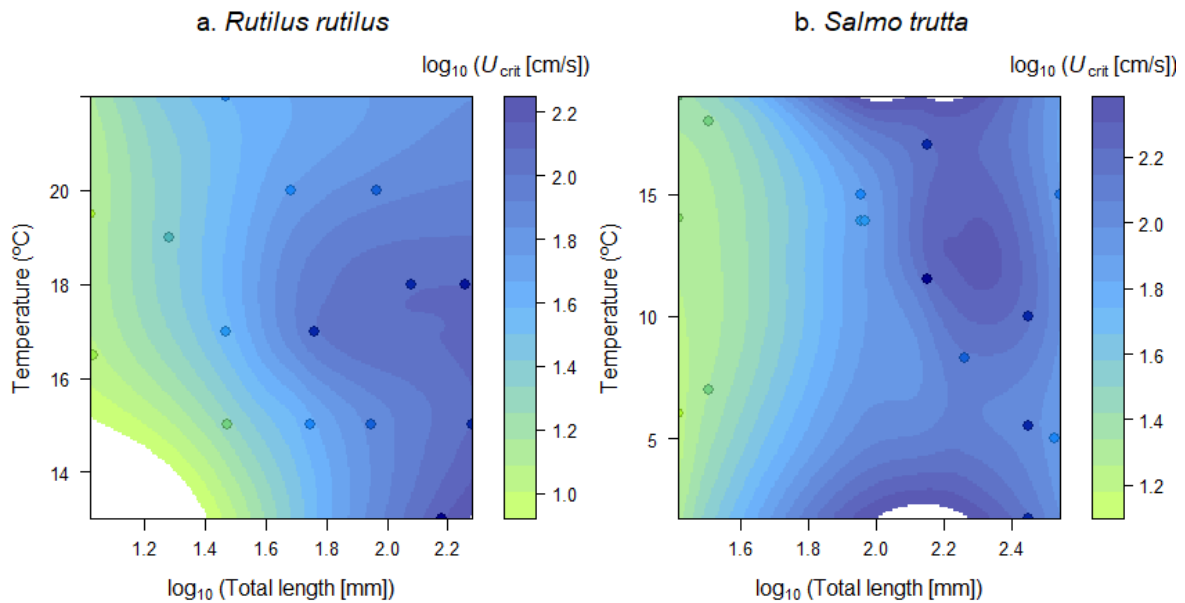 a. Rutilus rutilus
log10 (Ucrit [cm/s])
20
18
16
14
Temperature (ºC)
1.2 1.4 1.6 1.8 2.0 2.2
log10 (Total length [mm])
2.2
2.0
1.8
1.6
1.4
1.2
1.0
b. Salmo trutta
log10 (Ucrit [cm/s])
15
10
5
Temperature (ºC)
1.6 1.8 2.0 2.2 2.4
log10 (Total length [mm])
2.2
2.0
1.8
1.6
1.4
1.2